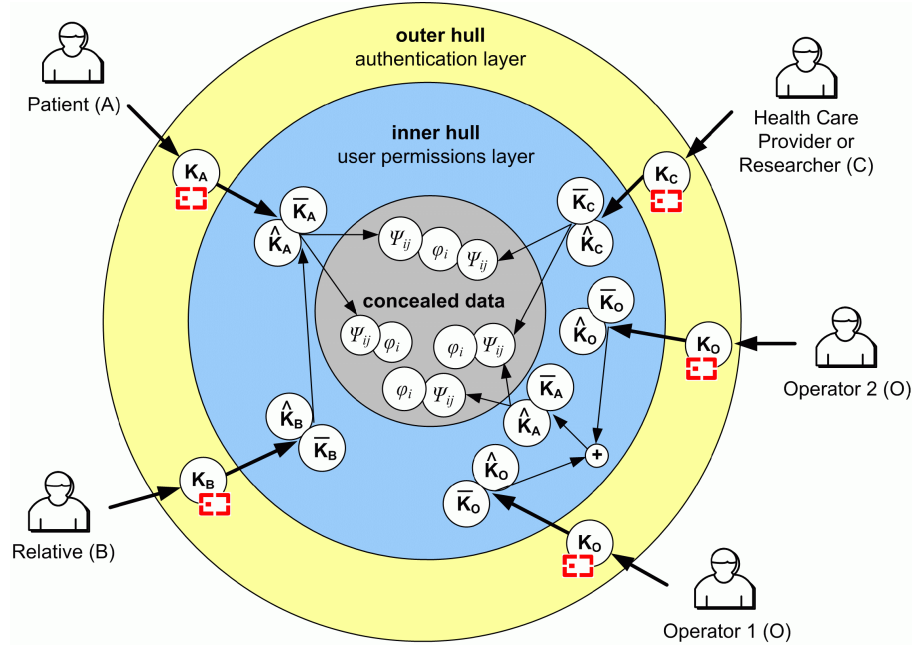 outer hull
authentication layer
Patient (A)
Health Care
Provider or
Researcher (C)
inner hull
user permissions layer
K_A
K_C
K̅_A
K̂_A
K̅_C
K̂_C
Ψ_ij
φ_i
Ψ_ij
concealed data
K̅_O
K̂_O
K_O
Ψ_ij
φ_i
φ_i
Ψ_ij
Operator 2 (O)
φ_i
Ψ_ij
K̅_A
K̂_A
K̂_B
K̅_B
+
K_B
K̂_O
K̅_O
Relative (B)
K_O
Operator 1 (O)